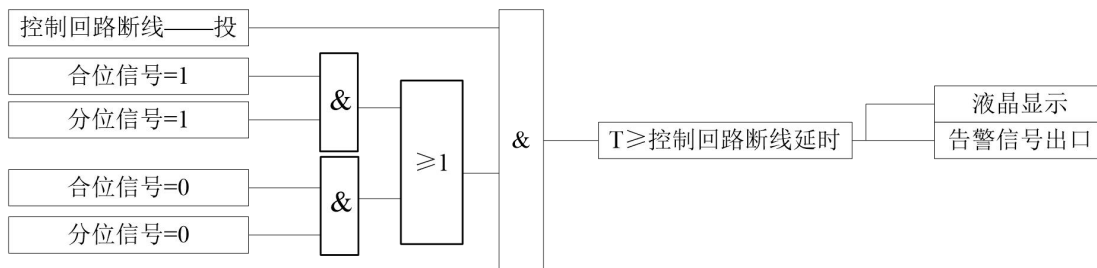 控制回路断线——投
合位信号=1
分位信号=1
合位信号=0
分位信号=0
&
&
≥1
&
T≥控制回路断线延时
液晶显示
告警信号出口